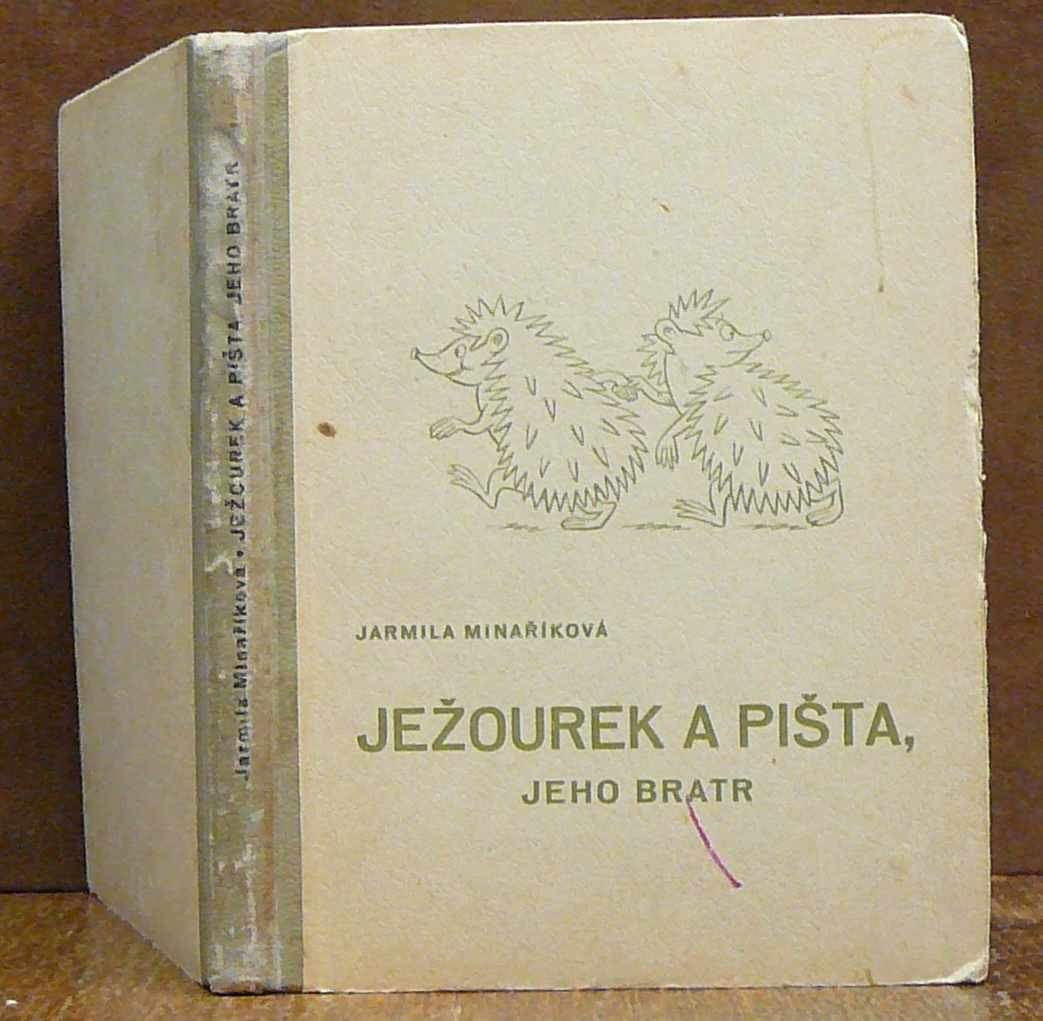 Jarmila Minaříková • JEŽOUREK A PIŠTA, JEHO BRATR
JARMILA MINAŘÍKOVÁ
JEŽOUREK A PIŠTA,
JEHO BRATR